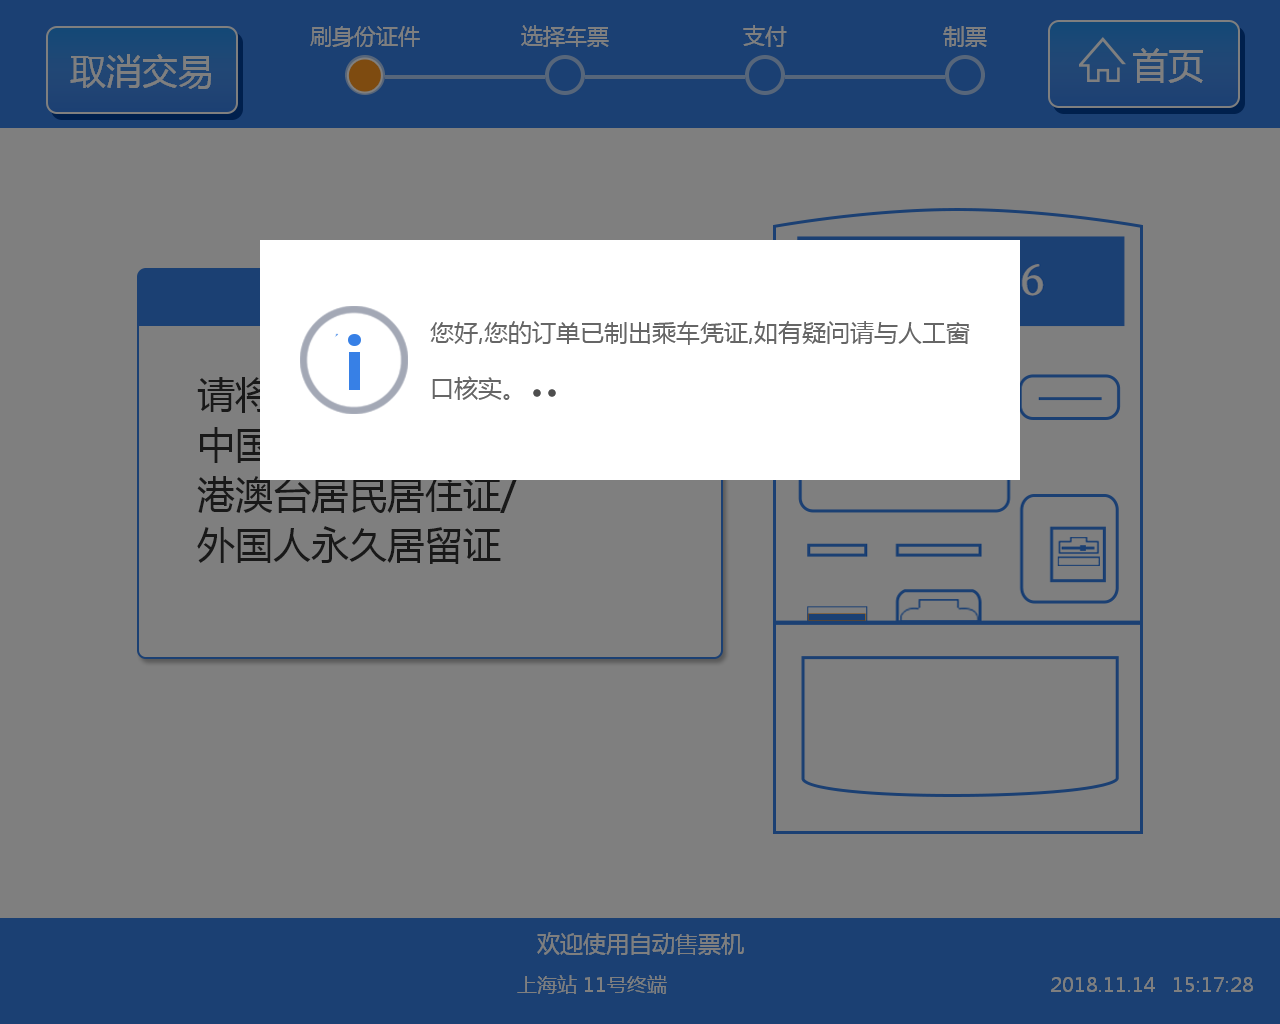 取消交易
刷身份证件
选择车票
支付
制票
首页
6
您好,您的订单已制出乘车凭证,如有疑问请与人工窗
口核实。
请将
中国
港澳台居民居住证/
外国人永久居留证
欢迎使用自动售票机
上海站 11号终端
2018.11.14 15:17:28